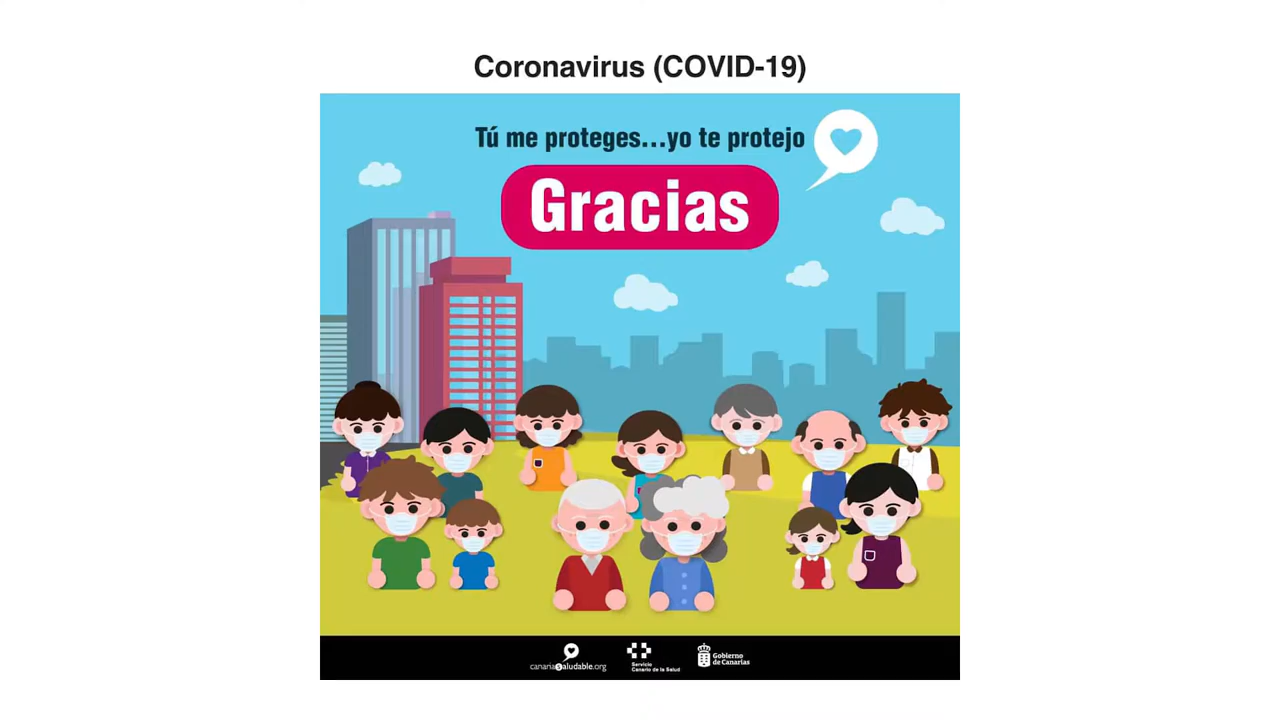 Coronavirus (COVID-19)
Tú me proteges...yo te protejo
Gracias
canariasaludable.org
Servicio
Canario de la Salud
Gobierno
de Canarias